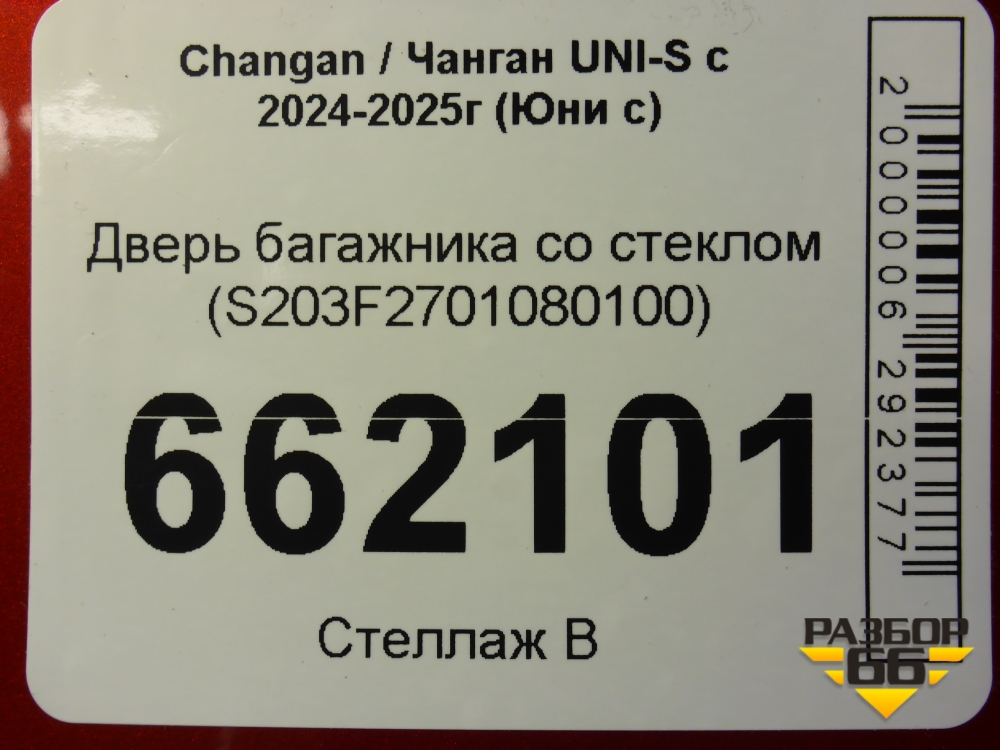 Changan / Чанган UNI-S с
2024-2025г (Юни с)
Дверь багажника со стеклом
(S203F2701080100)
662101
Стеллаж В
2000006292377
РАЗБОР
66